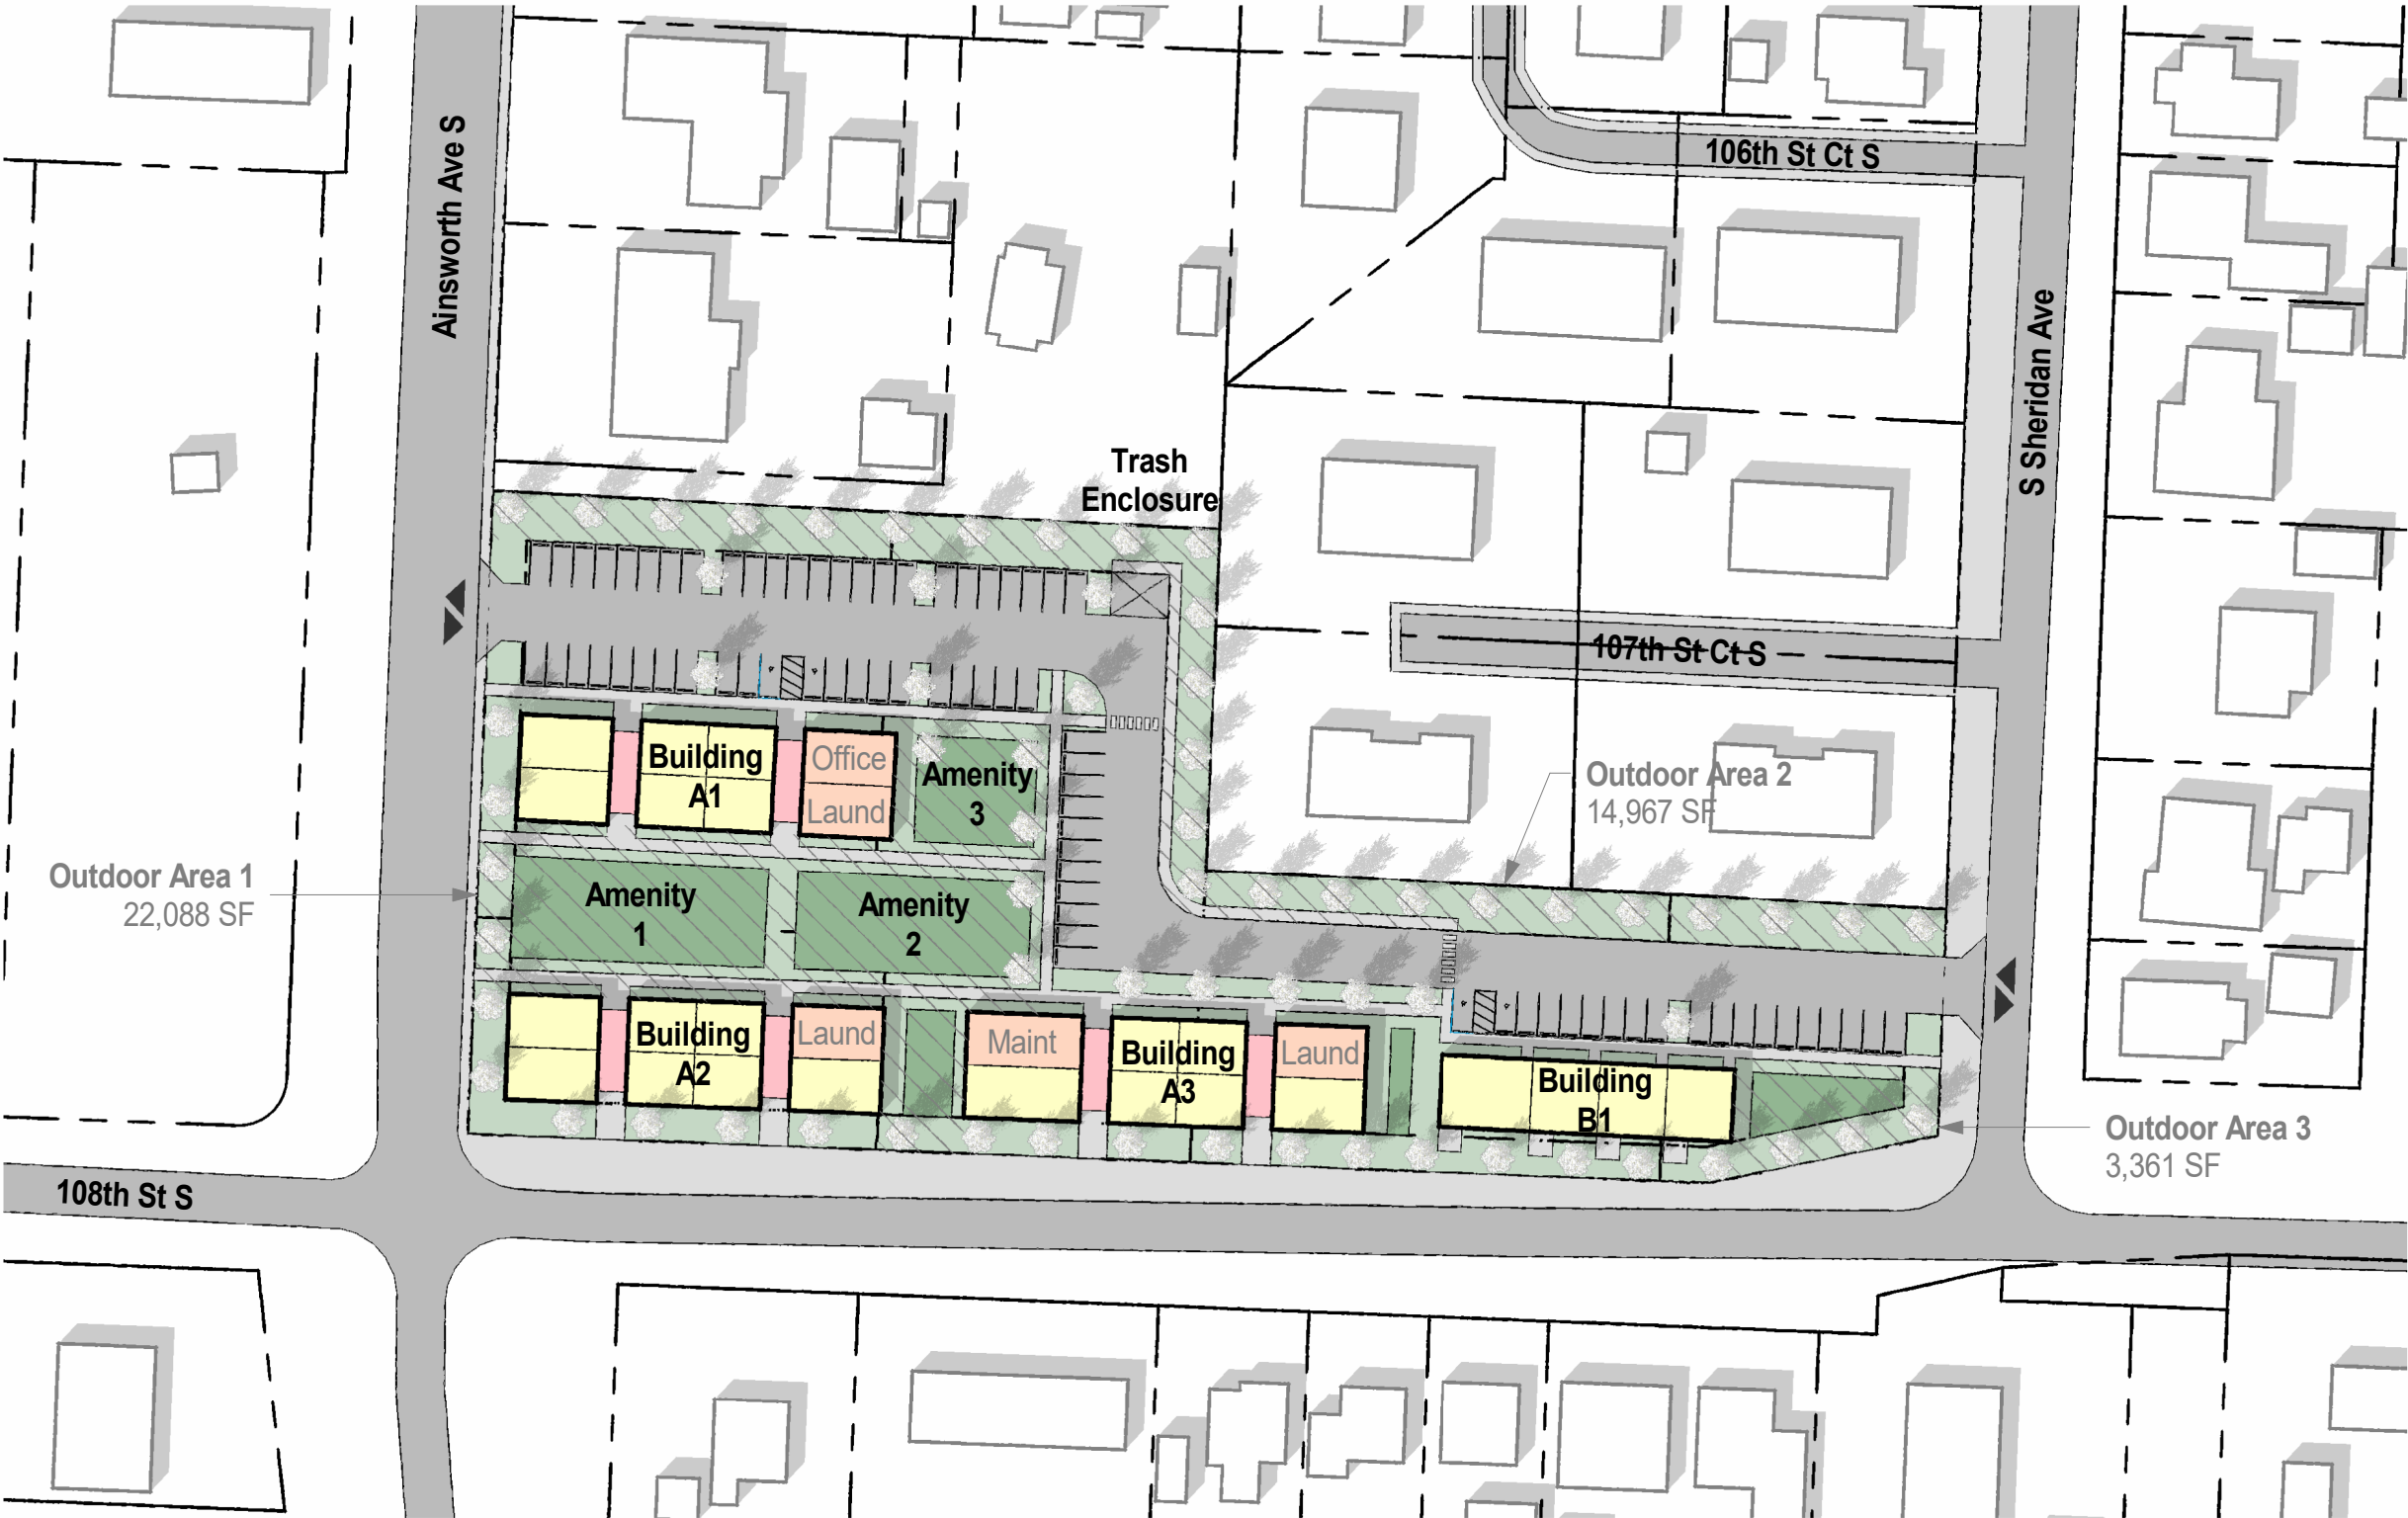 Ainsworth Ave S
106th St Ct S
S Sheridan Ave
Trash
Enclosure
107th St Ct S
Building
A1
Office
Laund
Amenity
3
Outdoor Area 2
14,967 SF
Outdoor Area 1
22,088 SF
Amenity
1
Amenity
2
Building
A2
Laund
Maint
Building
A3
Laund
Building
B1
Outdoor Area 3
3,361 SF
108th St S